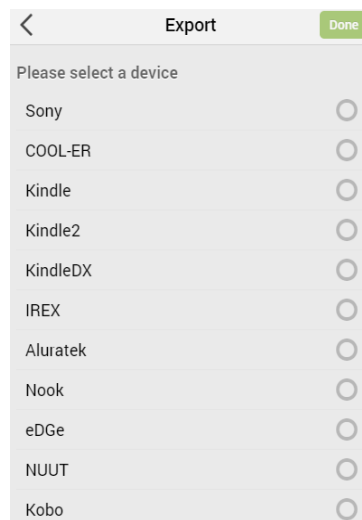 Export
Done
Please select a device
Sony
COOL-ER
Kindle
Kindle2
KindleDX
IREX
Aluratek
Nook
eDGe
NUUT
Kobo